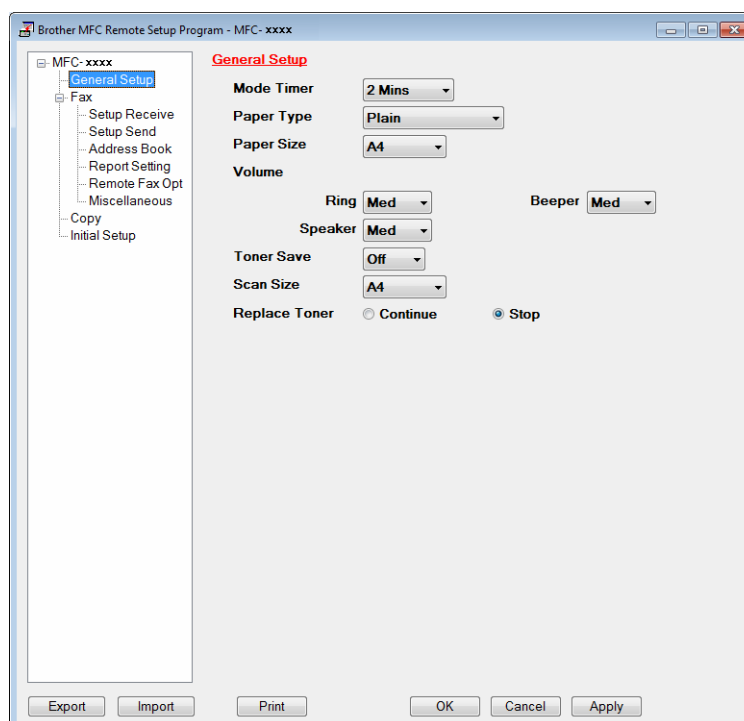 Brother MFC Remote Setup Program - MFC- xxxx
MFC- xxxx
General Setup
Fax
Setup Receive
Setup Send
Address Book
Report Setting
Remote Fax Opt
Miscellaneous
Copy
Initial Setup
General Setup
Mode Timer 2 Mins
Paper Type Plain
Paper Size A4
Volume
Ring Med Beeper Med
Speaker Med
Toner Save Off
Scan Size A4
Replace Toner Continue Stop
Export Import Print OK Cancel Apply